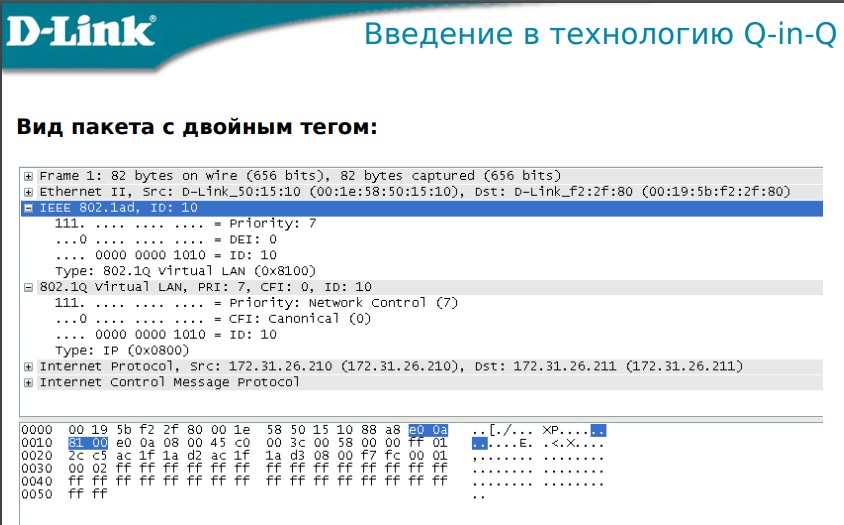 D-Link®
Введение в технологию Q-in-Q
Вид пакета с двойным тегом:
Frame 1: 82 bytes on wire (656 bits), 82 bytes captured (656 bits)
Ethernet II, Src: D-Link_50:15:10 (00:1e:58:50:15:10), Dst: D-Link_f2:2f:80 (00:19:5b:f2:2f:80)
IEEE 802.1ad, ID: 10
111. .... .... .... = Priority: 7
...0 .... .... .... = DEI: 0
.... 0000 0000 1010 = ID: 10
Type: 802.1Q Virtual LAN (0x8100)
802.1Q Virtual LAN, PRI: 7, CFI: 0, ID: 10
111. .... .... .... = Priority: Network Control (7)
...0 .... .... .... = CFI: Canonical (0)
.... 0000 0000 1010 = ID: 10
Type: IP (0x0800)
Internet Protocol, Src: 172.31.26.210 (172.31.26.210), Dst: 172.31.26.211 (172.31.26.211)
Internet Control Message Protocol
0000 00 19 5b f2 2f 80 00 1e 58 50 15 10 88 a8 e0 0a ..[./... XP......
0010 81 00 e0 0a 08 00 45 c0 00 3c 00 58 00 00 ff 01 ......E. .<.X....
0020 2c c5 ac 1f 1a d2 ac 1f 1a d3 08 00 f7 fc 00 01 ,....... ........
0030 00 02 ff ff ff ff ff ff ff ff ff ff ff ff ff ff ........ ........
0040 ff ff ff ff ff ff ff ff ff ff ff ff ff ff ff ff ........ ........
0050 ff ff ..